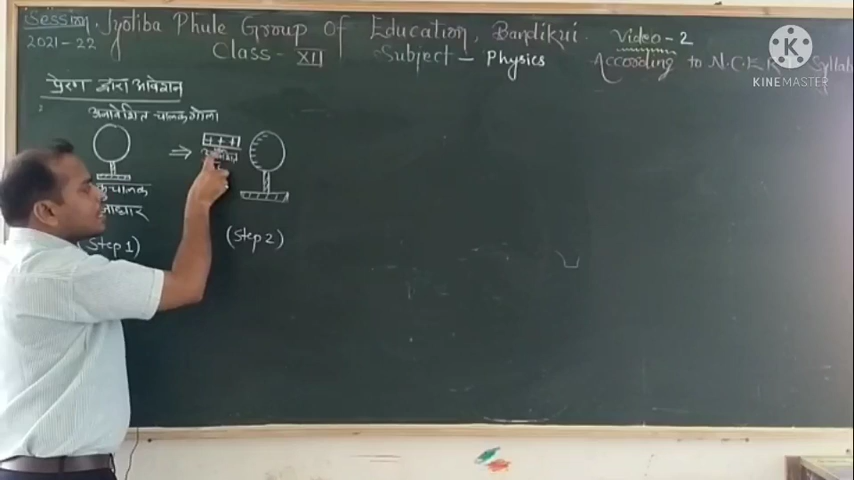 Session. Jyotiba Phule Group of Education, Bandikui.
2021-22 Class- XII Subject- Physics
Video-2
According to N.C.E.R.T Syllab
KINEMASTER
प्रेरण द्वारा आवेशन
अनावेशित चालक गोला
+ + +
कुचालक
आधार
(Step 1)
(Step 2)